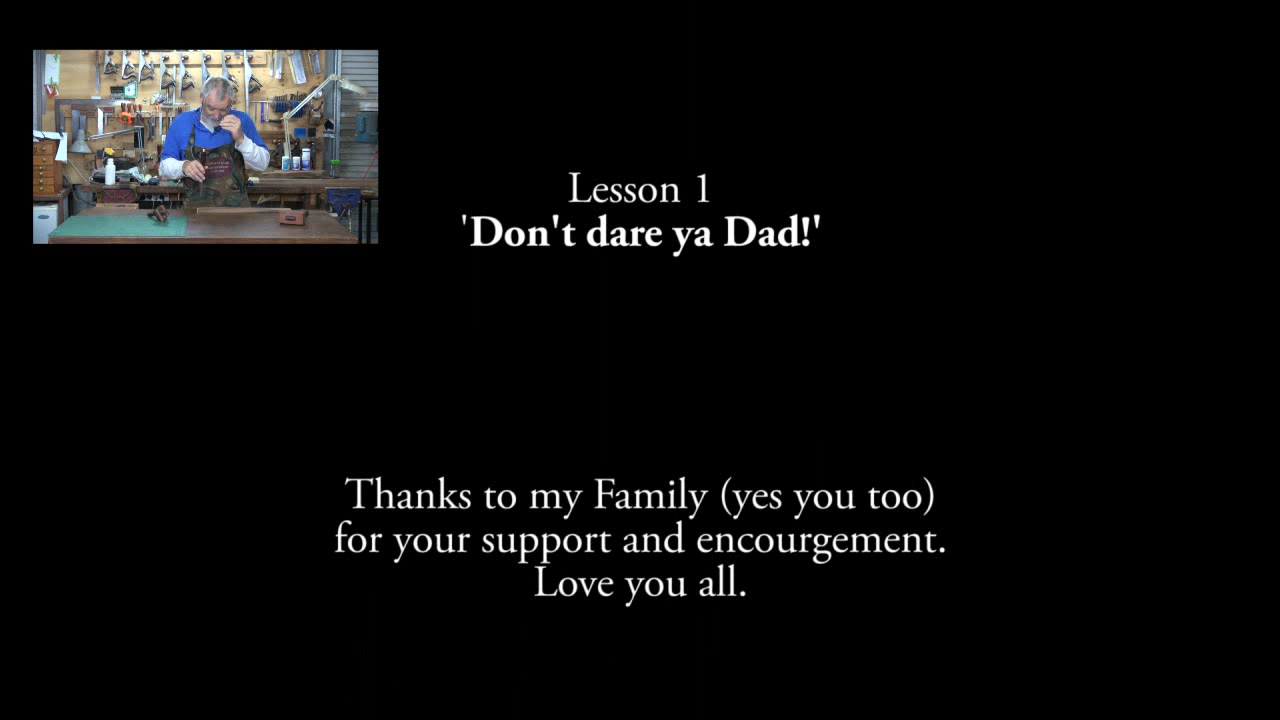 Lesson 1
'Don't dare ya Dad!'
Thanks to my Family (yes you too)
for your support and encourgement.
Love you all.